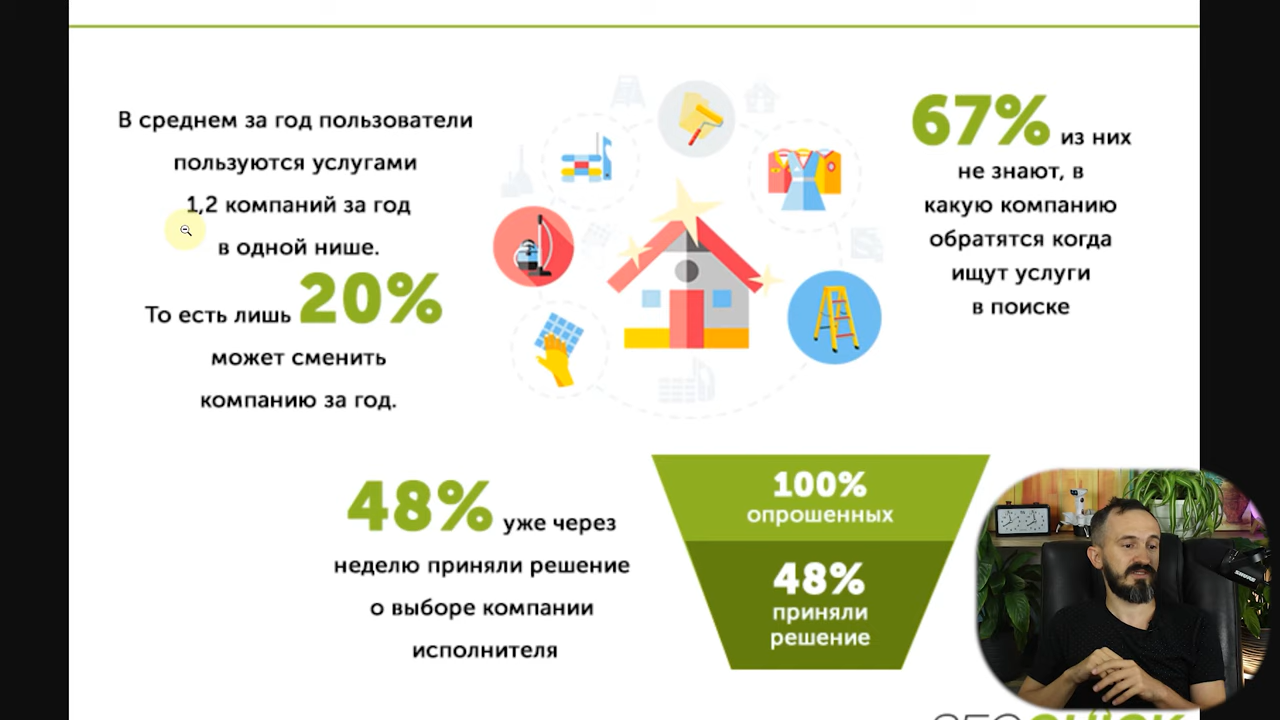 В среднем за год пользователи
пользуются услугами
1,2 компаний за год
в одной нише.
То есть лишь 20%
может сменить
компанию за год.
67% из них
не знают, в
какую компанию
обратятся когда
ищут услуги
в поиске
48% уже через
неделю приняли решение
о выборе компании
исполнителя
100%
опрошенных
48%
приняли
решение
SHURE